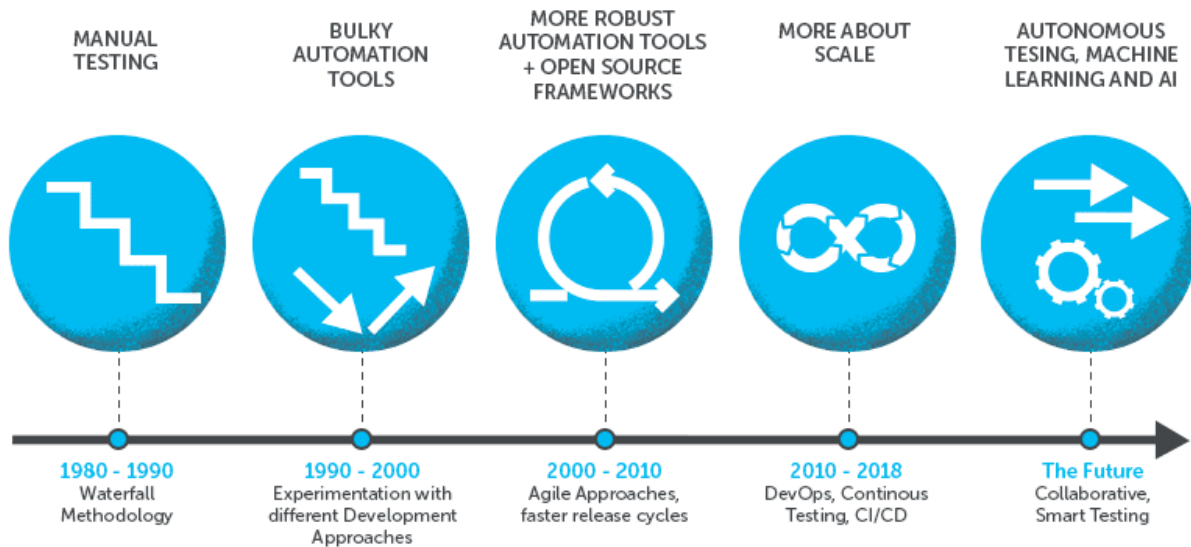 MANUAL
TESTING
BULKY
AUTOMATION
TOOLS
MORE ROBUST
AUTOMATION TOOLS
+ OPEN SOURCE
FRAMEWORKS
MORE ABOUT
SCALE
AUTONOMOUS
TESING, MACHINE
LEARNING AND AI
1980 - 1990
Waterfall
Methodology
1990 - 2000
Experimentation with
different Development
Approaches
2000 - 2010
Agile Approaches,
faster release cycles
2010 - 2018
DevOps, Continous
Testing, CI/CD
The Future
Collaborative,
Smart Testing